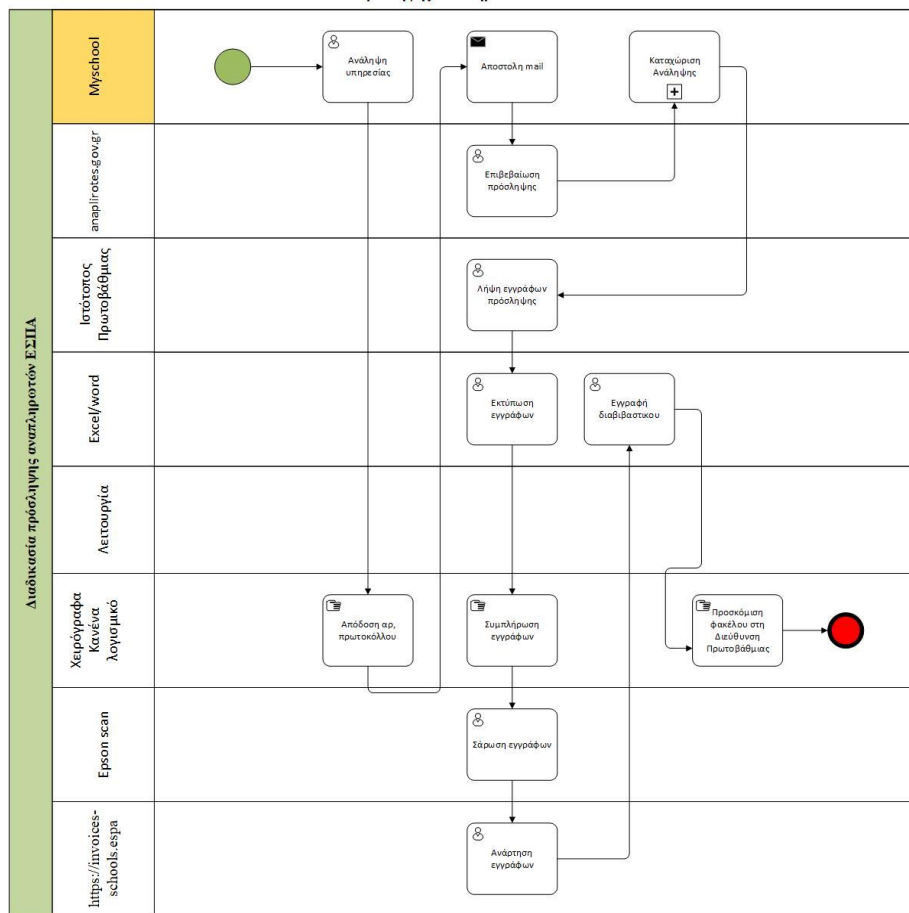 Διαδικασία πρόσληψης αναπληρωτών ΕΣΠΑ
Myschool
Ανάληψη
υπηρεσίας
Αποστολη mail
Καταχώριση
Ανάληψης
anaplirotes.gov.gr
Επιβεβαίωση
πρόσληψης
Ιστότοπος
Πρωτοβάθμιας
Λήψη εγγράφων
πρόσληψης
Excel/word
Εκτύπωση
εγγράφων
Εγγραφή
διαβιβαστικου
Λειτουργία
Χειρόγραφα
Κανένα
λογισμικό
Απόδοση αρ,
πρωτοκόλλου
Συμπλήρωση
εγγράφων
Προσκόμιση
φακέλου στη
Διεύθυνση
Πρωτοβάθμιας
Epson scan
Σάρωση εγγράφων
https://invoices-
schools.espa
Ανάρτηση
εγγράφων